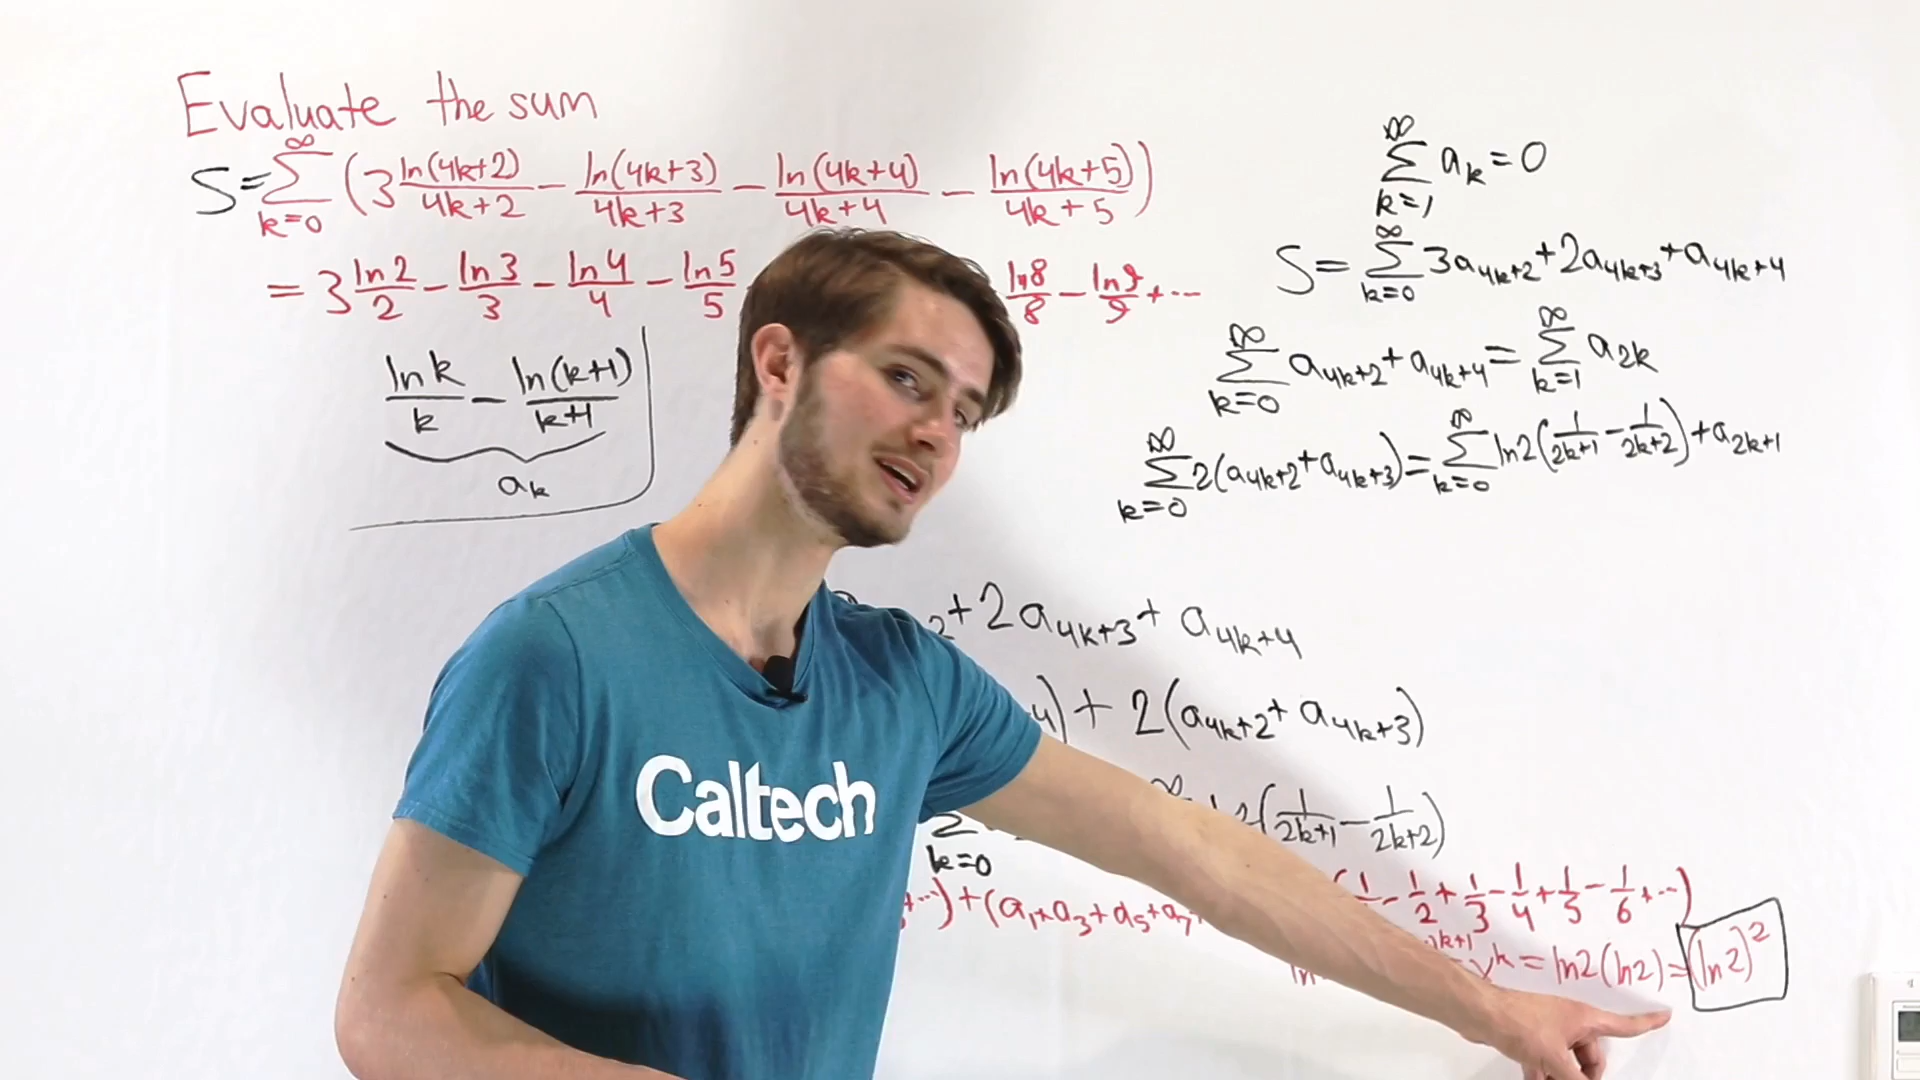 Evaluate the sum
S=∑_{k=0}^{∞} (3 ln(4k+2)/(4k+2) − ln(4k+3)/(4k+3) − ln(4k+4)/(4k+4) − ln(4k+5)/(4k+5))
= 3 ln2/2 − ln3/3 − ln4/4 − ln5/5
ln8/8 − ln9/9 + ...
ln k/k − ln(k+1)/(k+1)
a_k
∑_{k=1}^{∞} a_k = 0
S = ∑_{k=0}^{∞} 3a_{4k+2} + 2a_{4k+3} + a_{4k+4}
∑_{k=0}^{∞} a_{4k+2} + a_{4k+4} = ∑_{k=1}^{∞} a_{2k}
∑_{k=0}^{∞} 2(a_{4k+2} + a_{4k+3}) = ∑_{k=0}^{∞} ln2(1/(2k+1) − 1/(2k+2)) + a_{2k+1}
2 + 2a_{4k+3} + a_{4k+4}
4) + 2(a_{4k+2} + a_{4k+3})
∑_{k=0}^{∞}
(1/(2k+1) − 1/(2k+2))
+...) + (a_1 + a_3 + a_5 + a_7
(1/1 − 1/2 + 1/3 − 1/4 + 1/5 − 1/6 + ...)
k+1
k = ln2(ln2) = (ln2)^2
Caltech